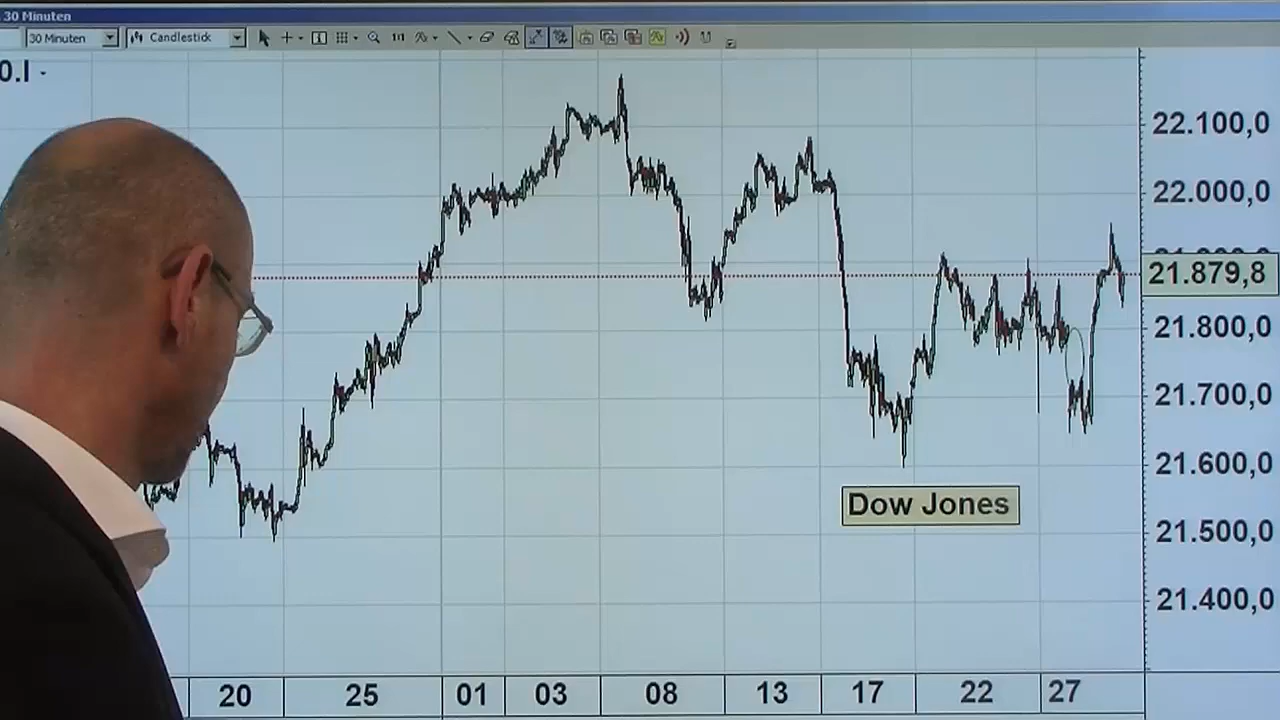 30 Minuten
30 Minuten Candlestick
0.I
22.100,0
22.000,0
21.879,8
21.800,0
21.700,0
21.600,0
Dow Jones
21.500,0
21.400,0
20 25 01 03 08 13 17 22 27